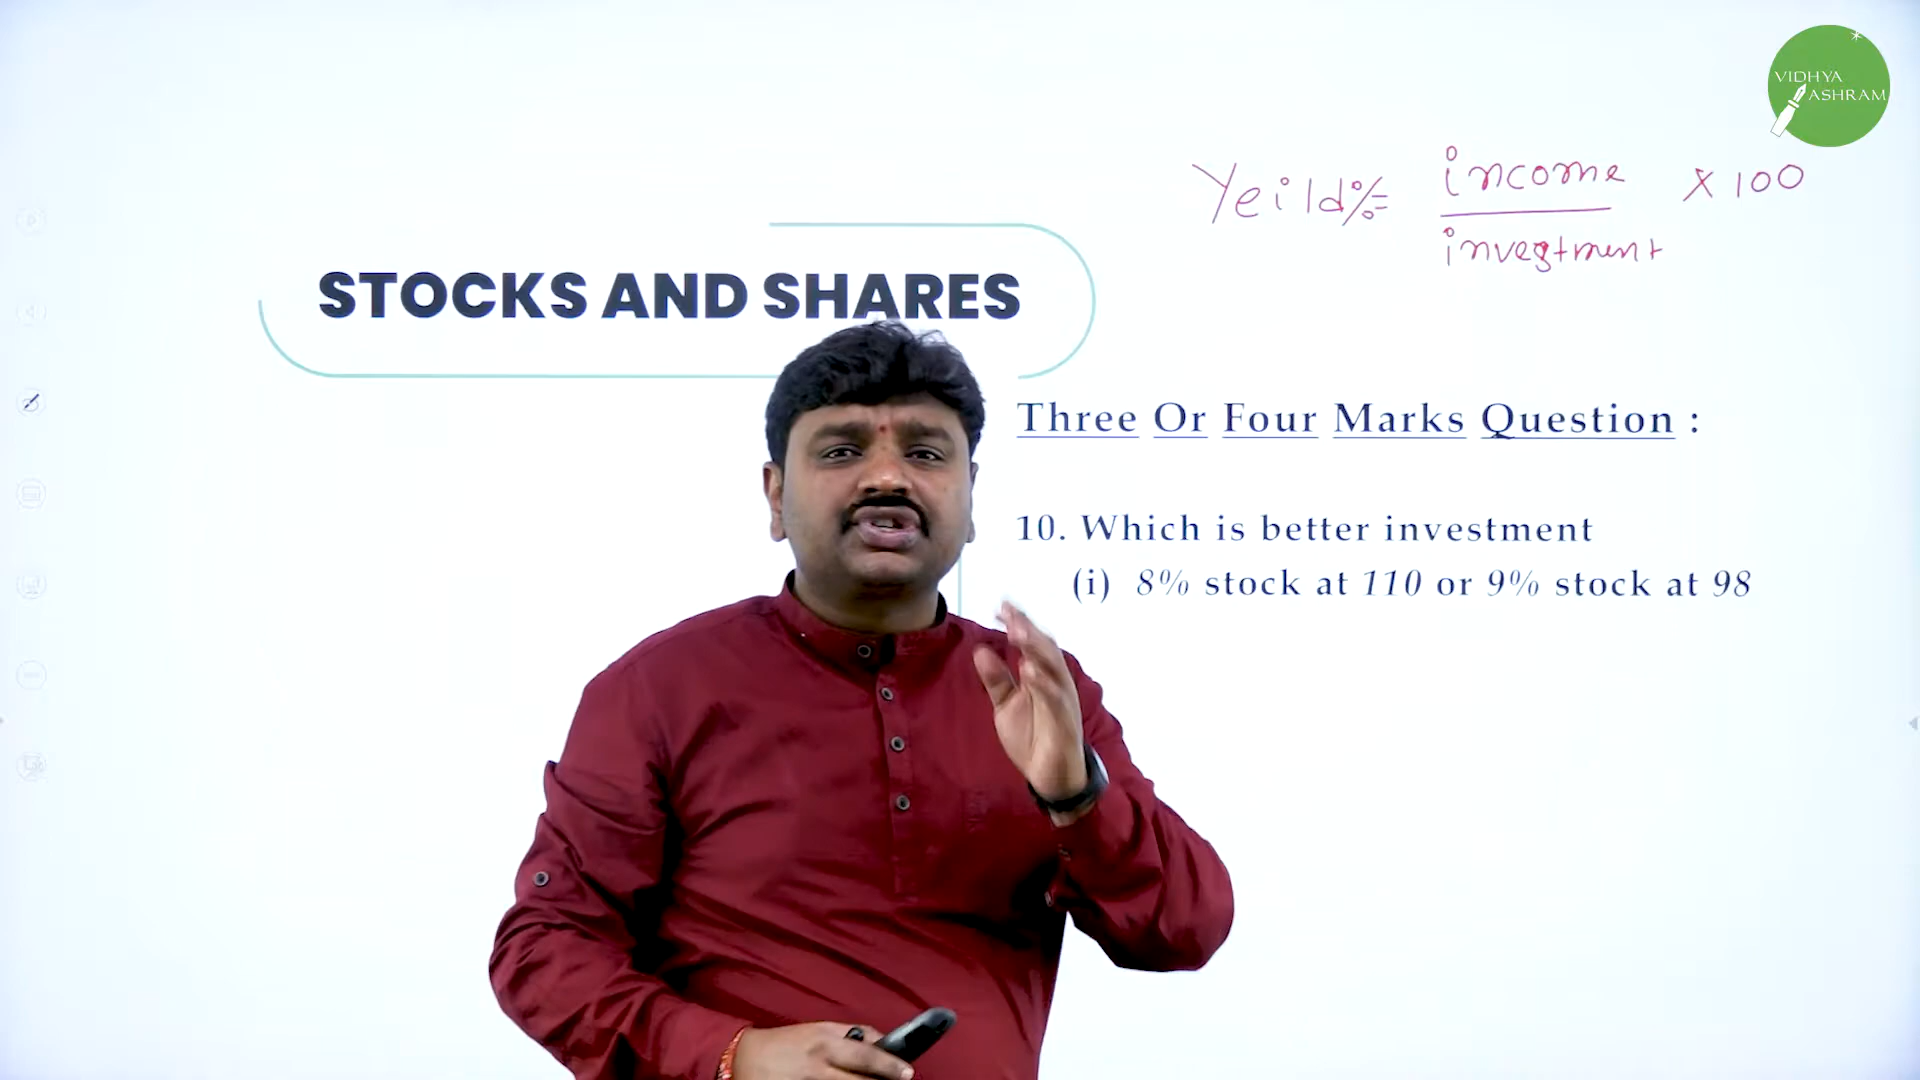 VIDHYA
ASHRAM
Yeild% = income × 100
investment
STOCKS AND SHARES
Three Or Four Marks Question :
10. Which is better investment
(i) 8% stock at 110 or 9% stock at 98